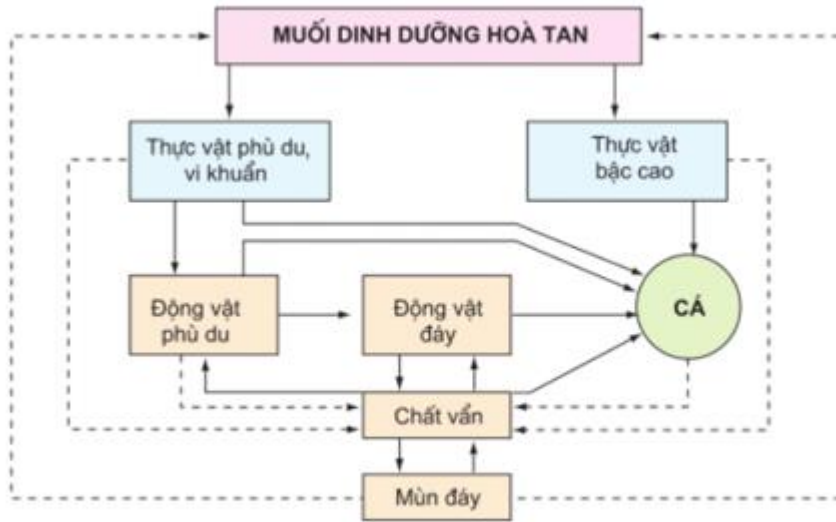 MUỐI DINH DƯỠNG HOÀ TAN
Thực vật phù du,
vi khuẩn
Thực vật
bậc cao
Động vật
phù du
Động vật
đáy
CÁ
Chất vẩn
Mùn đáy